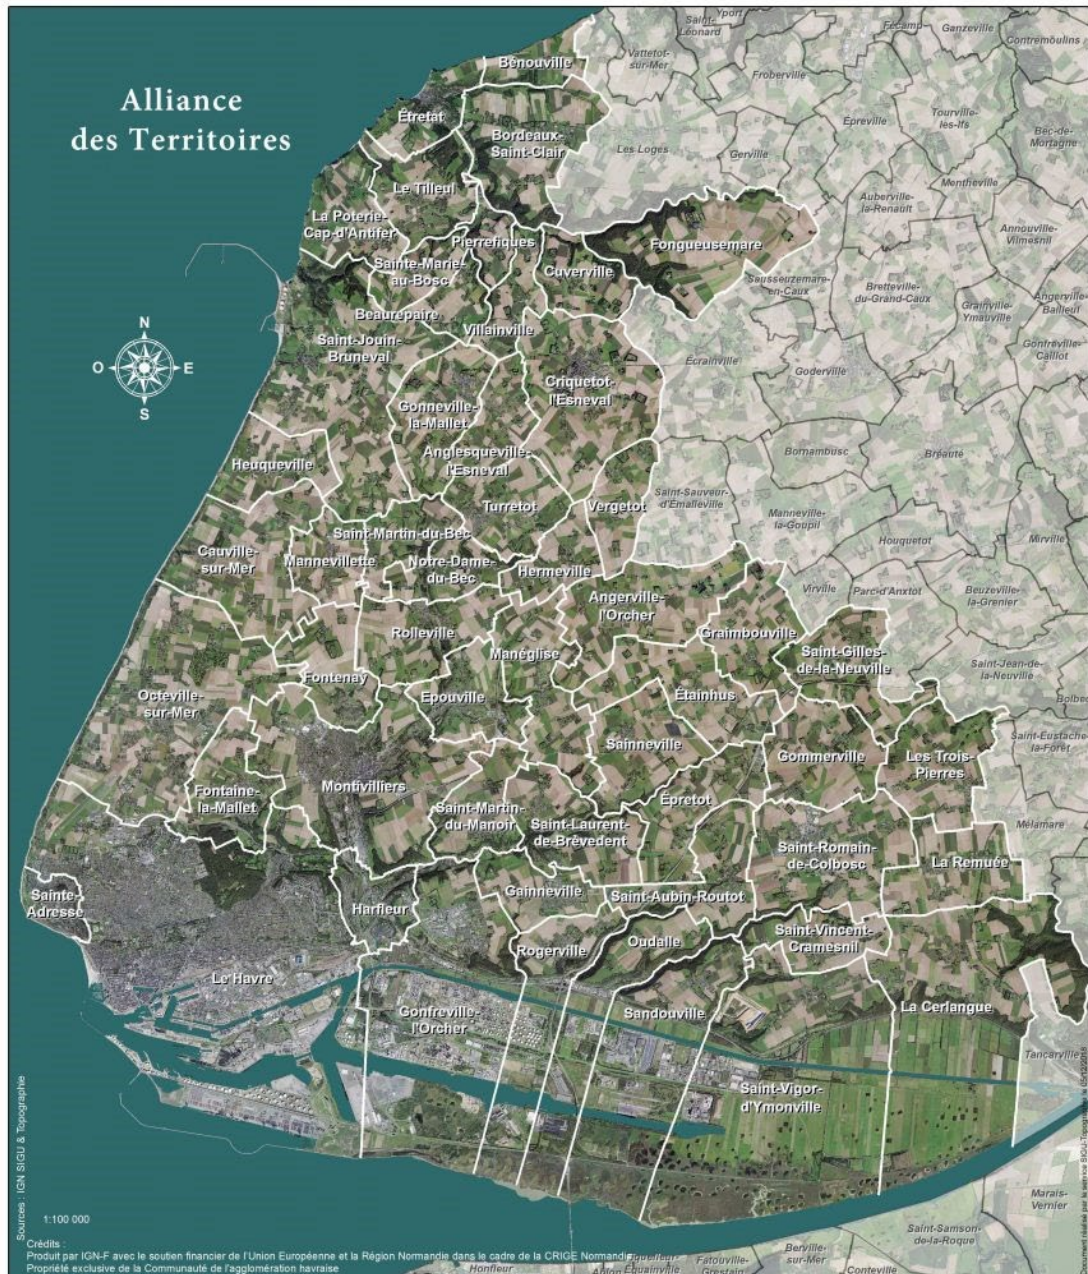 Alliance
des Territoires
N
O
E
S
Yport
Saint-
Léonard
Fécamp
Ganzeville
Contremoulins
Vattetot-
sur-Mer
Froberville
Bénouville
Étretat
Bordeaux-
Saint-Clair
Les Loges
Gerville
Épreville
Tourville-
les-Ifs
Bec-de-
Mortagne
Mentheville
Auberville-
la-Renault
Annouville-
Vilmesnil
Le Tilleul
La Poterie-
Cap-d'Antifer
Pierrefiques
Fongueusemare
Sainte-Marie-
au-Bosc
Cuverville
Sausseuzemare-
en-Caux
Bretteville-
du-Grand-Caux
Grainville-
Ymauville
Angerville-
Bailleul
Beaurepaire
Villainville
Saint-Jouin-
Bruneval
Écrainville
Goderville
Gonfreville-
Caillot
Criquetot-
l'Esneval
Gonneville-
la-Mallet
Anglesqueville-
l'Esneval
Bornambusc
Bréauté
Heuqueville
Turretot
Vergetot
Saint-Sauveur-
d'Émalleville
Manneville-
la-Goupil
Houquetot
Mirville
Saint-Martin-du-Bec
Cauville-
sur-Mer
Mannevillette
Notre-Dame-
du-Bec
Hermeville
Angerville-
l'Orcher
Virville
Parc-d'Anxtot
Beuzeville-
la-Grenier
Rolleville
Manéglise
Graimbouville
Saint-Gilles-
de-la-Neuville
Saint-Jean-de-
la-Neuville
Bolbec
Fontenay
Octeville-
sur-Mer
Epouville
Étainhus
Sainneville
Gommerville
Les Trois-
Pierres
Saint-Eustache-
la-Forêt
Fontaine-
la-Mallet
Montivilliers
Saint-Martin-
du-Manoir
Épretot
Saint-Laurent-
de-Brèvedent
Saint-Romain-
de-Colbosc
La Remuée
Mélamare
Sainte-
Adresse
Harfleur
Gainneville
Saint-Aubin-Routot
Rogerville
Oudalle
Saint-Vincent-
Cramesnil
Le Havre
Gonfreville-
l'Orcher
Sandouville
La Cerlangue
Tancarville
Saint-Vigor-
d'Ymonville
Marais-
Vernier
Saint-Samson-
de-la-Roque
Berville-
sur-Mer
Fatouville-
Grestain
Conteville
Honfleur
Sources : IGN SIGU & Topographie
1:100 000
Crédits :
Produit par IGN-F avec le soutien financier de l'Union Européenne et la Région Normandie dans le cadre de la CRIGE Normandie
Propriété exclusive de la Communauté de l'agglomération havraise